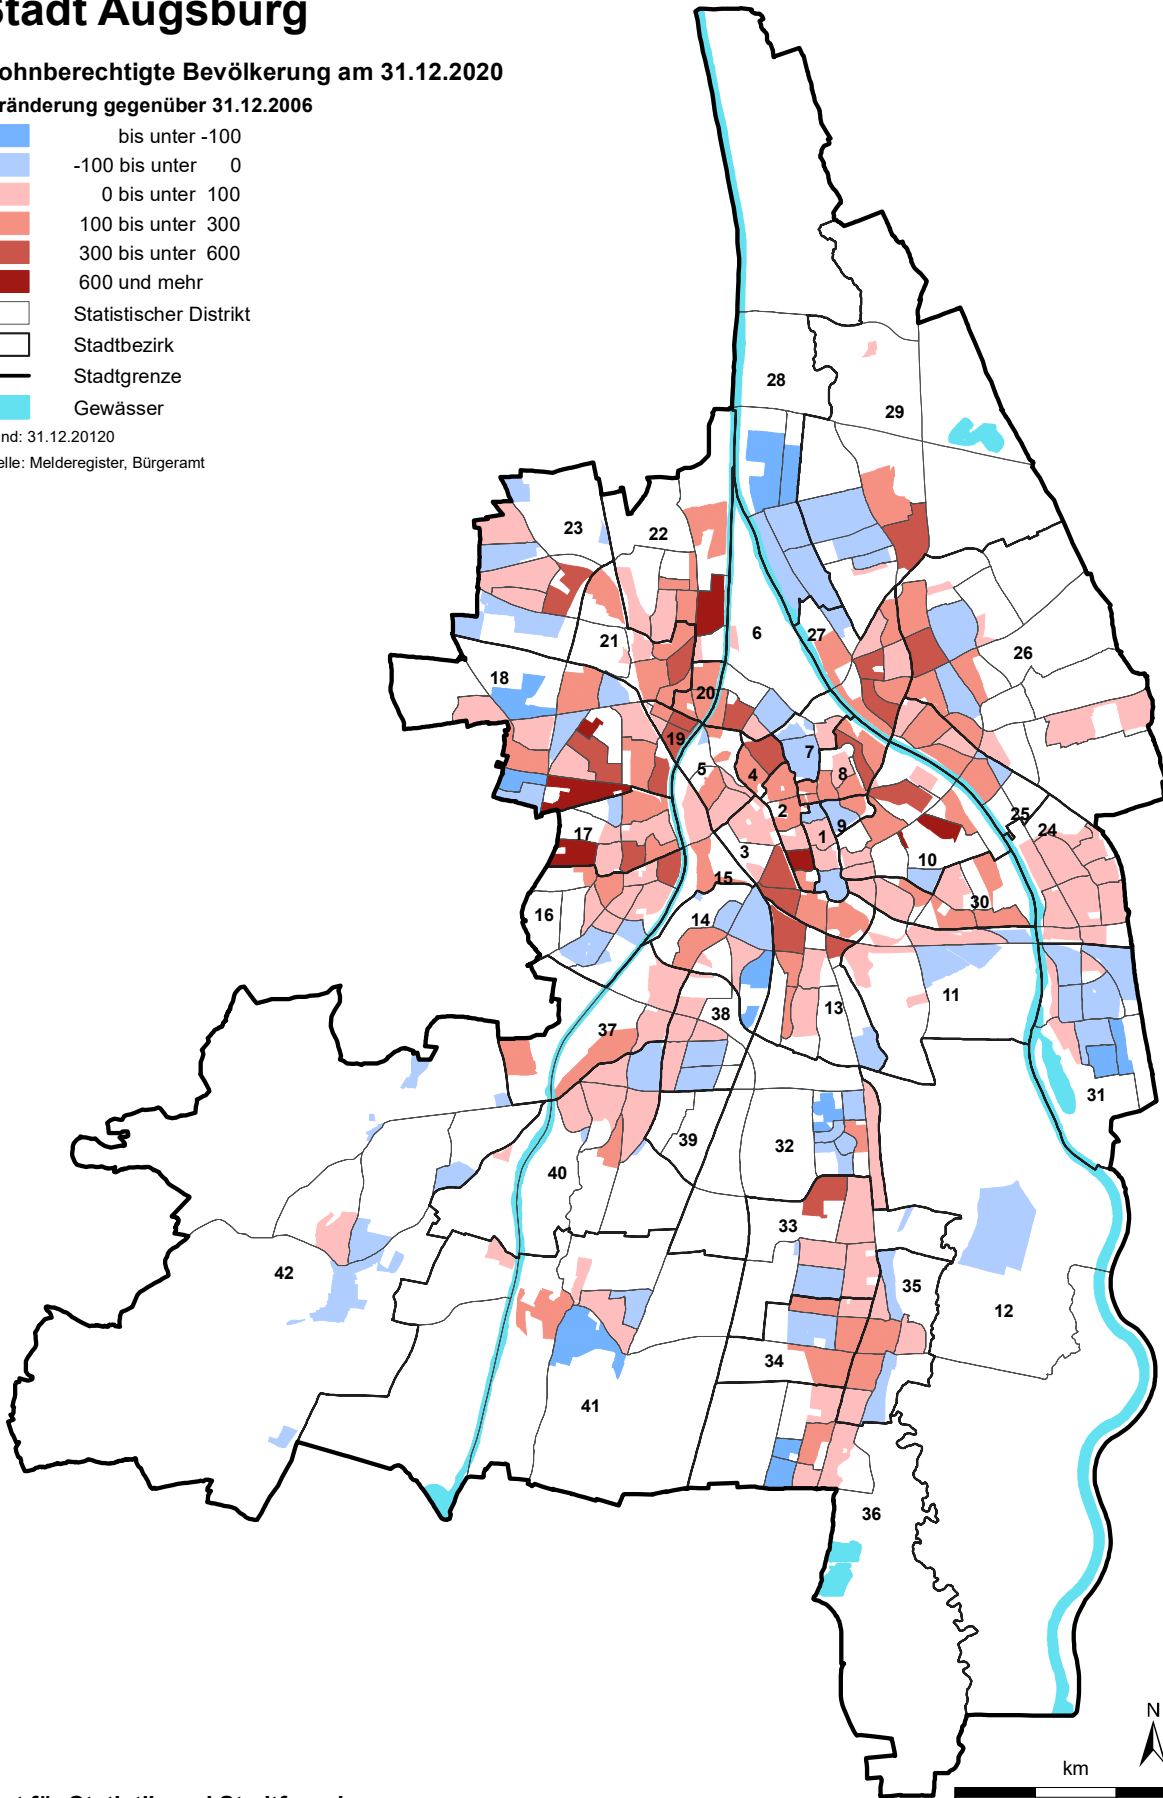 Stadt Augsburg
ohnberechtigte Bevölkerung am 31.12.2020
ränderung gegenüber 31.12.2006
bis unter -100
-100 bis unter 0
0 bis unter 100
100 bis unter 300
300 bis unter 600
600 und mehr
Statistischer Distrikt
Stadtbezirk
Stadtgrenze
Gewässer
nd: 31.12.20120
elle: Melderegister, Bürgeramt
28
29
23
22
6
27
21
26
18
20
19
7
5
4
8
2
25
17
1
9
24
3
10
15
30
16
14
11
13
38
37
31
39
32
40
33
42
35
12
34
41
36
N
km